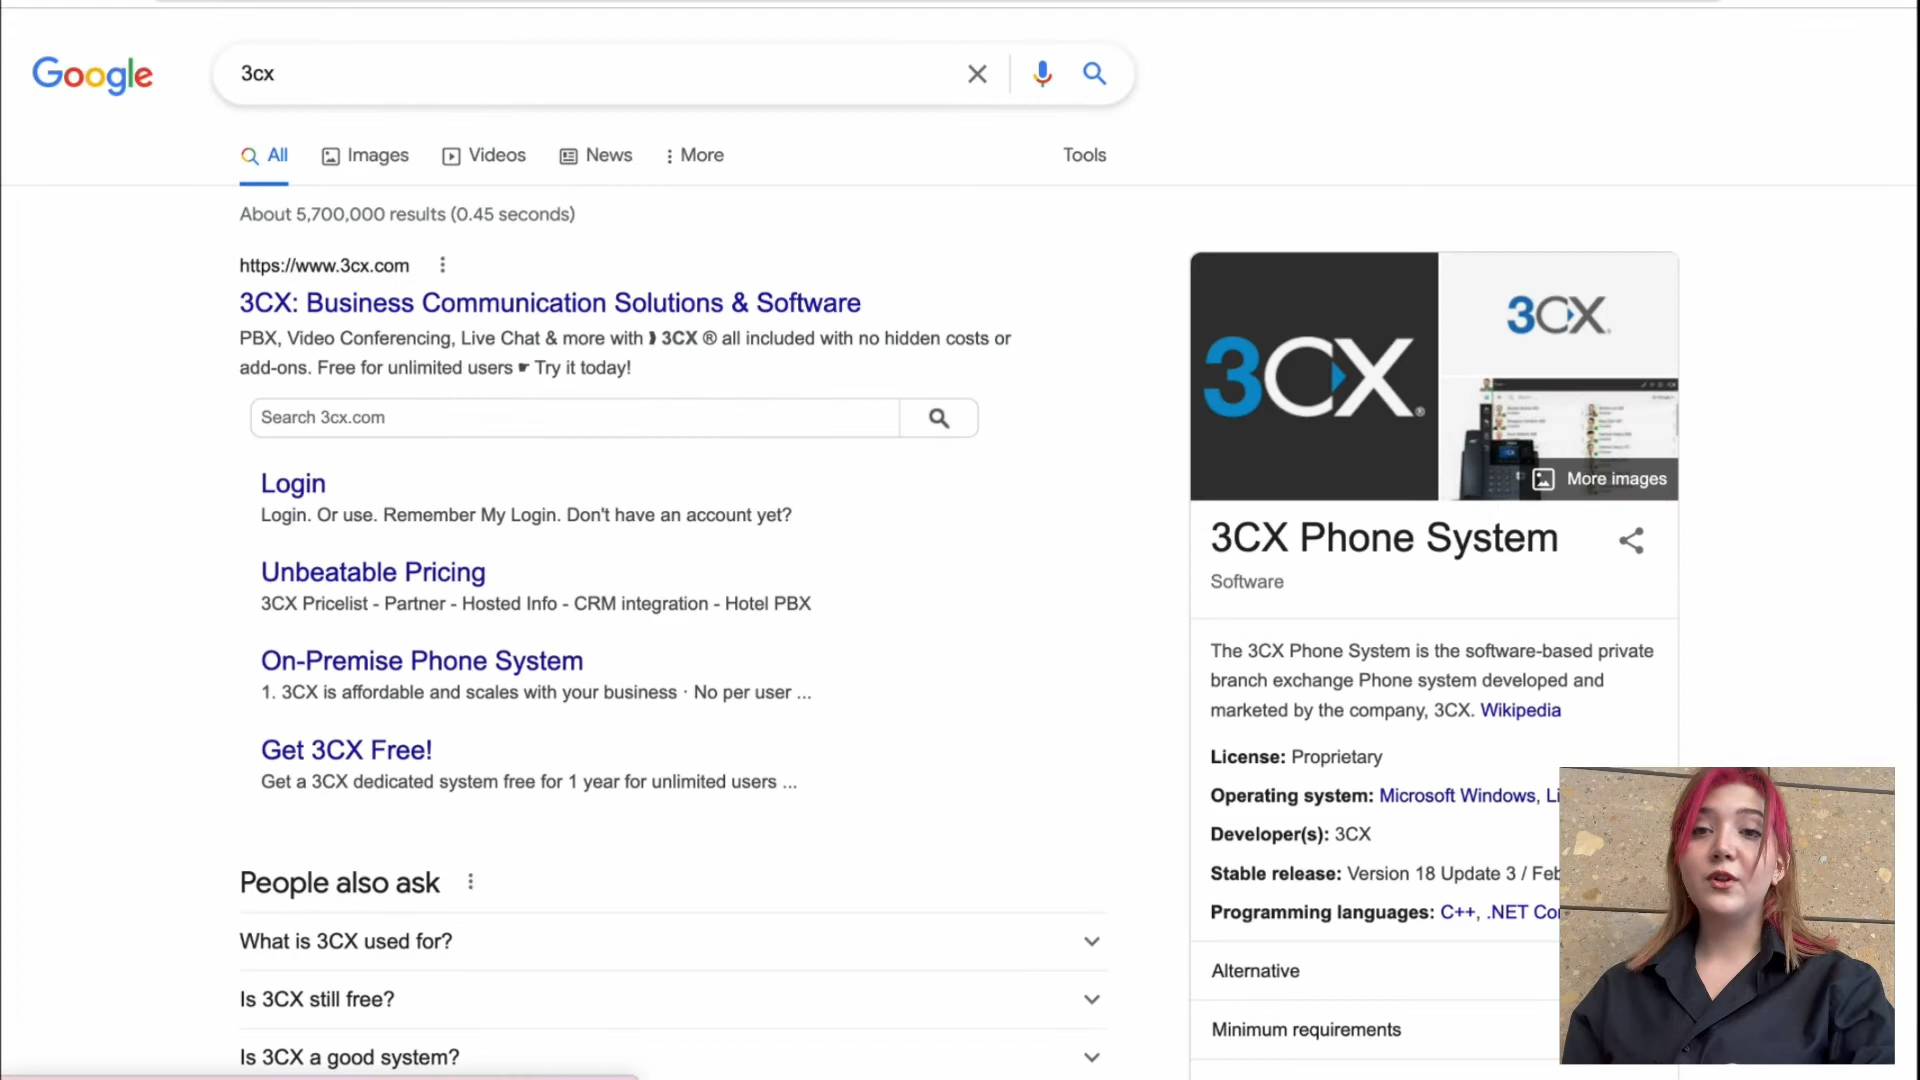 Google
3cx
All
Images
Videos
News
More
Tools
About 5,700,000 results (0.45 seconds)
https://www.3cx.com
3CX: Business Communication Solutions & Software
PBX, Video Conferencing, Live Chat & more with ❱ 3CX ® all included with no hidden costs or
add-ons. Free for unlimited users ☛ Try it today!
Search 3cx.com
Login
Login. Or use. Remember My Login. Don't have an account yet?
Unbeatable Pricing
3CX Pricelist - Partner - Hosted Info - CRM integration - Hotel PBX
On-Premise Phone System
1. 3CX is affordable and scales with your business · No per user ...
Get 3CX Free!
Get a 3CX dedicated system free for 1 year for unlimited users ...
People also ask
What is 3CX used for?
Is 3CX still free?
Is 3CX a good system?
3CX®
3CX®
More images
3CX Phone System
Software
The 3CX Phone System is the software-based private
branch exchange Phone system developed and
marketed by the company, 3CX. Wikipedia
License: Proprietary
Operating system: Microsoft Windows, Li
Developer(s): 3CX
Stable release: Version 18 Update 3 / Feb
Programming languages: C++, .NET Co
Alternative
Minimum requirements